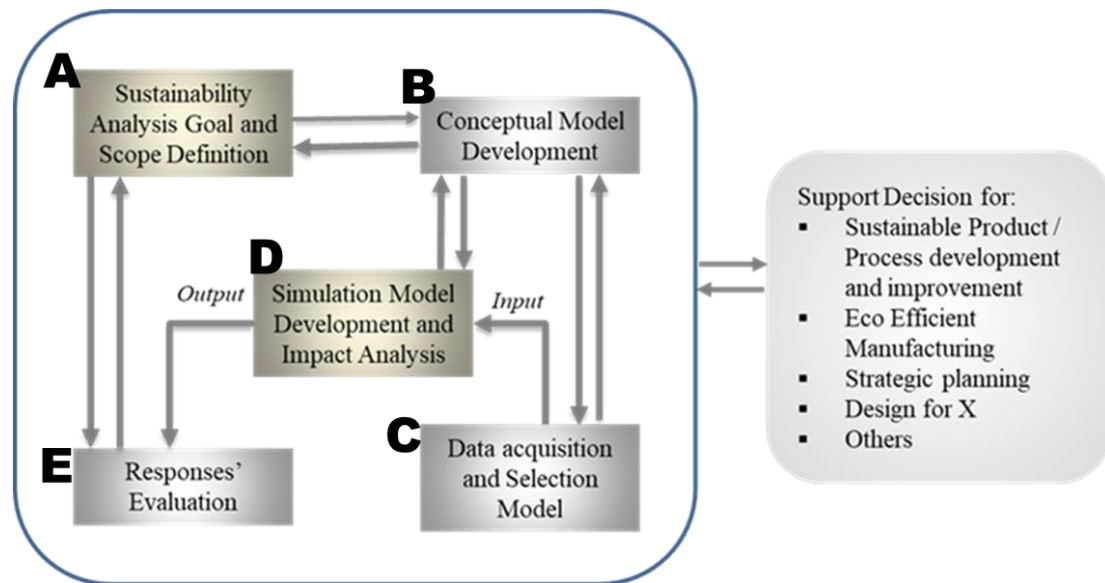 A
Sustainability
Analysis Goal and
Scope Definition
B
Conceptual Model
Development
D
Simulation Model
Development and
Impact Analysis
Output
Input
C
Data acquisition
and Selection
Model
E
Responses’
Evaluation
Support Decision for:
▪ Sustainable Product /
Process development
and improvement
▪ Eco Efficient
Manufacturing
▪ Strategic planning
▪ Design for X
▪ Others